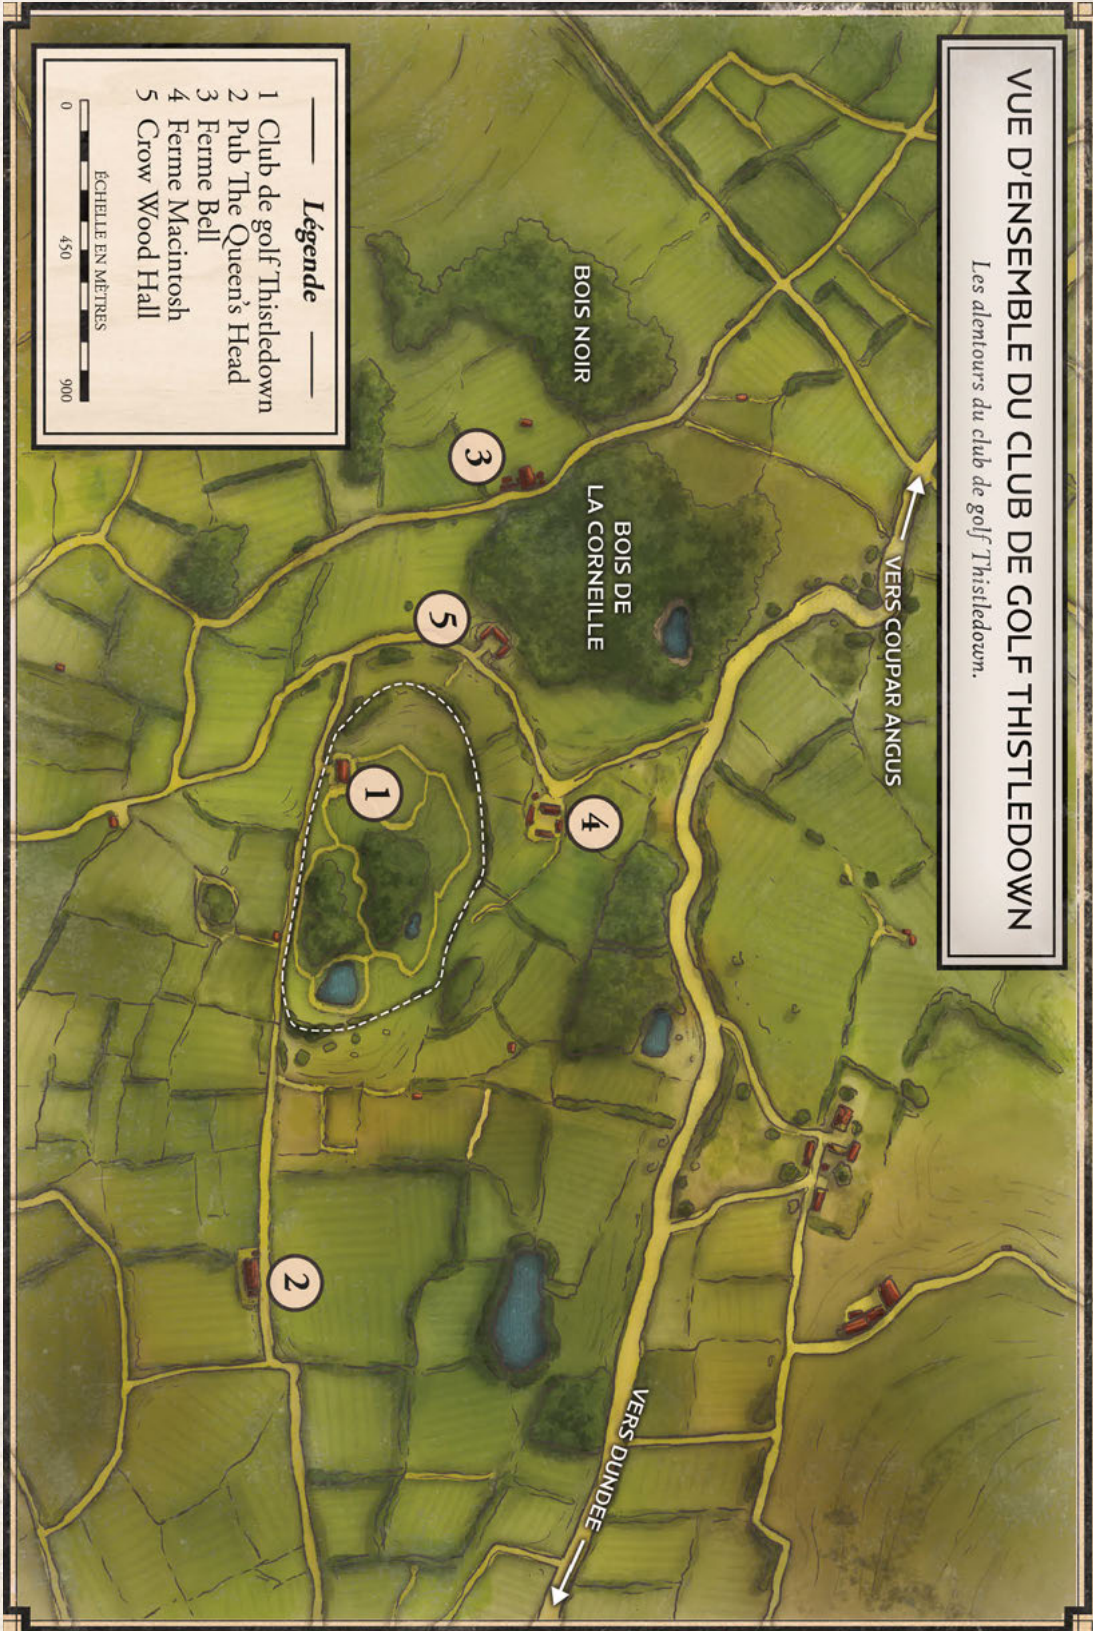 VUE D'ENSEMBLE DU CLUB DE GOLF THISTLEDOWN
Les alentours du club de golf Thistledown.
VERS COUPAR ANGUS
BOIS NOIR
BOIS DE
LA CORNEILLE
VERS DUNDEE
3
5
4
1
2
Légende
1 Club de golf Thistledown
2 Pub The Queen's Head
3 Ferme Bell
4 Ferme Macintosh
5 Crow Wood Hall
ÉCHELLE EN MÈTRES
0 450 900